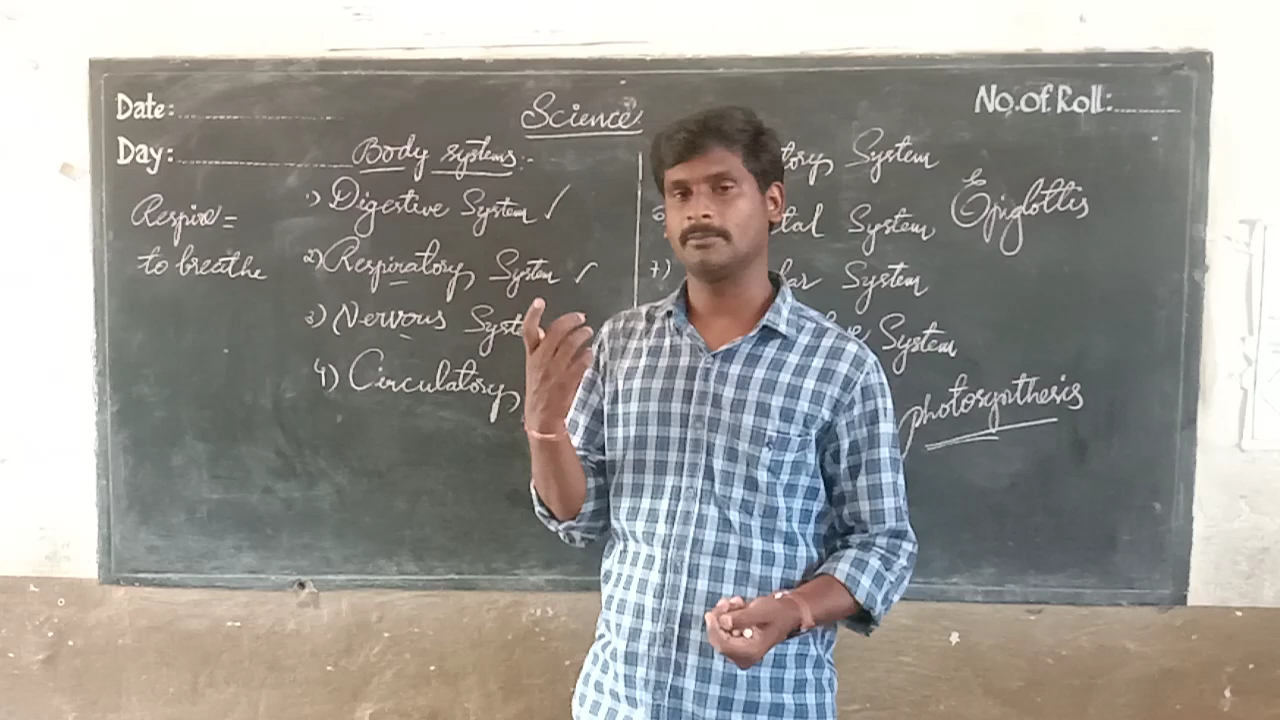 Science
Date:
No.of.Roll:
Day:
Body systems:-
1) Digestive System ✓
2) Respiratory System ✓
3) Nervous
4) Circulatory
Respire =
to breathe
System
System
7)
System
System
Epiglottis
photosynthesis